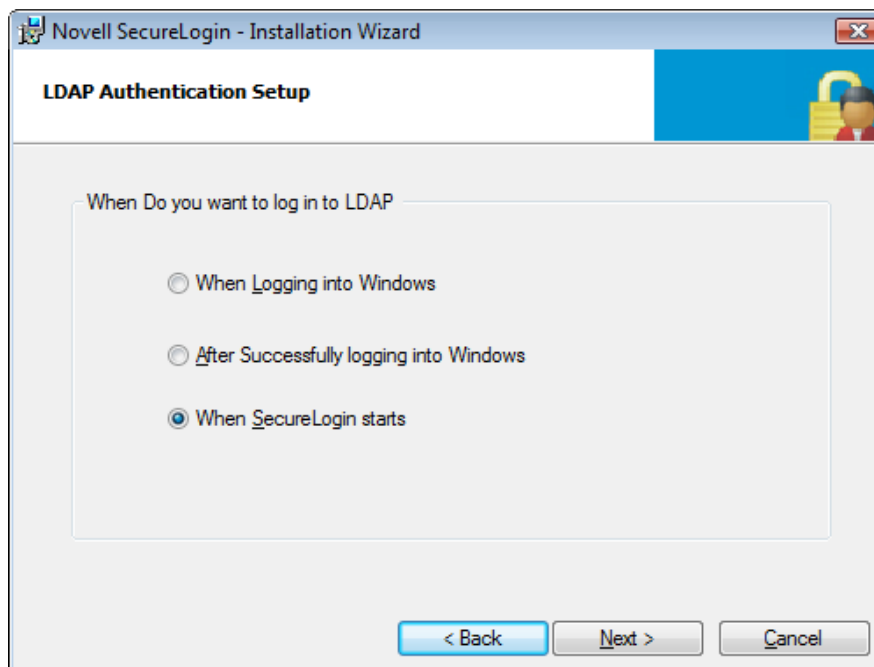 Novell SecureLogin - Installation Wizard
LDAP Authentication Setup
When Do you want to log in to LDAP
When Logging into Windows
After Successfully logging into Windows
When SecureLogin starts
< Back Next > Cancel